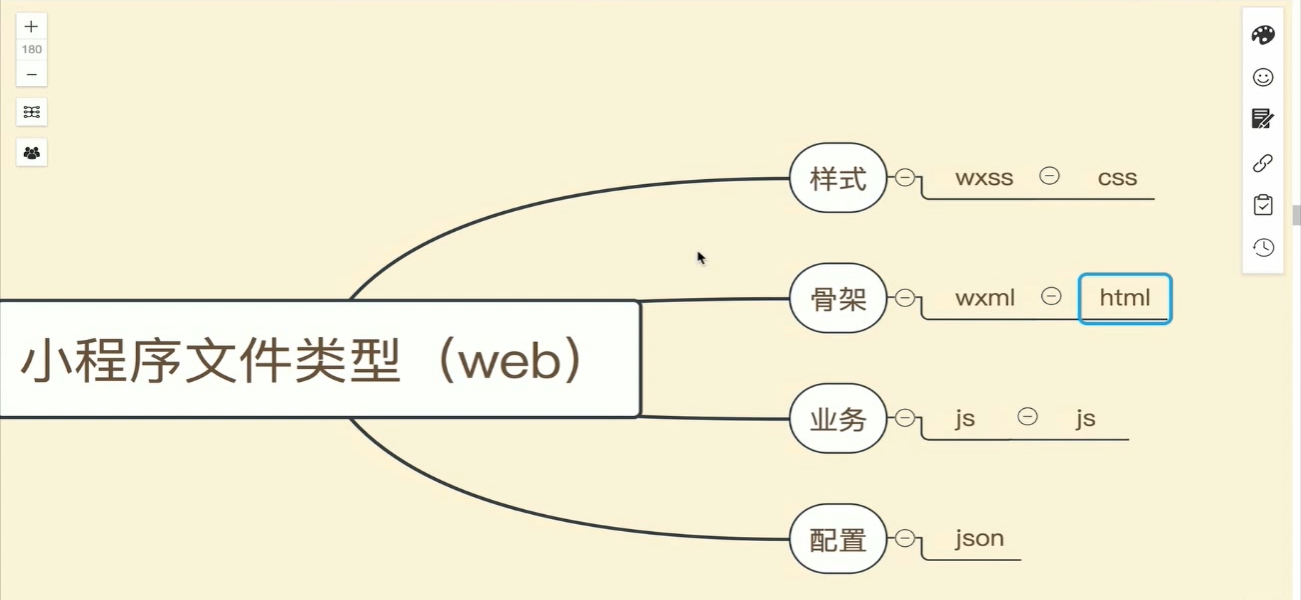 180
样式 wxss css
骨架 wxml html
小程序文件类型（web）
业务 js js
配置 json